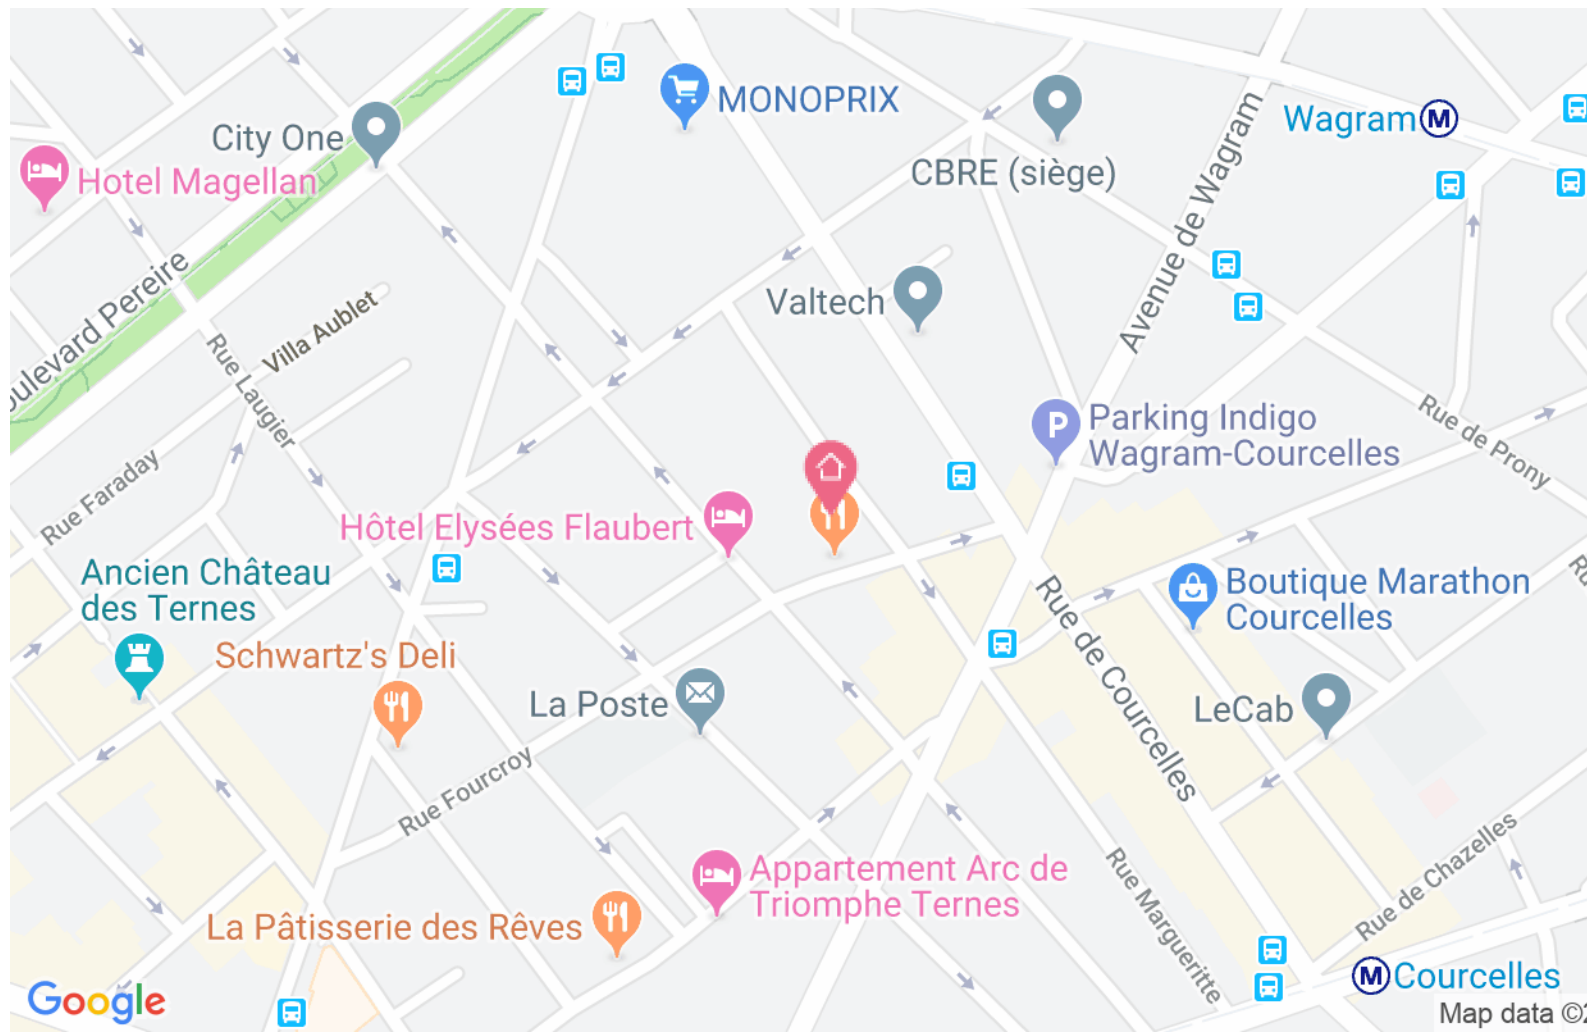 MONOPRIX
City One
Hotel Magellan
CBRE (siège)
Wagram M
Avenue de Wagram
Valtech
Villa Aublet
Rue Laugier
Rue Faraday
P
Parking Indigo
Wagram-Courcelles
Rue de Prony
Hôtel Elysées Flaubert
Ancien Château
des Ternes
Boutique Marathon
Courcelles
Schwartz's Deli
La Poste
Rue de Courcelles
LeCab
Rue Fourcroy
Appartement Arc de
Triomphe Ternes
Rue Margueritte
Rue de Chazelles
La Pâtisserie des Rêves
M Courcelles
Google
Map data ©